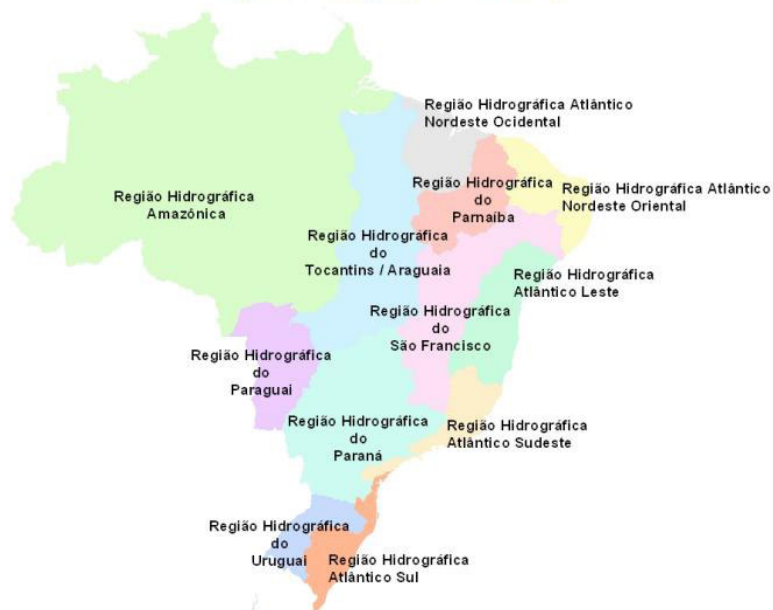 Região Hidrográfica Atlântico
Nordeste Ocidental
Região Hidrográfica
Amazônica
Região Hidrográfica
do
Parnaíba
Região Hidrográfica Atlântico
Nordeste Oriental
Região Hidrográfica
do
Tocantins / Araguaia
Região Hidrográfica
Atlântico Leste
Região Hidrográfica
do
São Francisco
Região Hidrográfica
do
Paraguai
Região Hidrográfica
do
Paraná
Região Hidrográfica
Atlântico Sudeste
Região Hidrográfica
do
Uruguai
Região Hidrográfica
Atlântico Sul